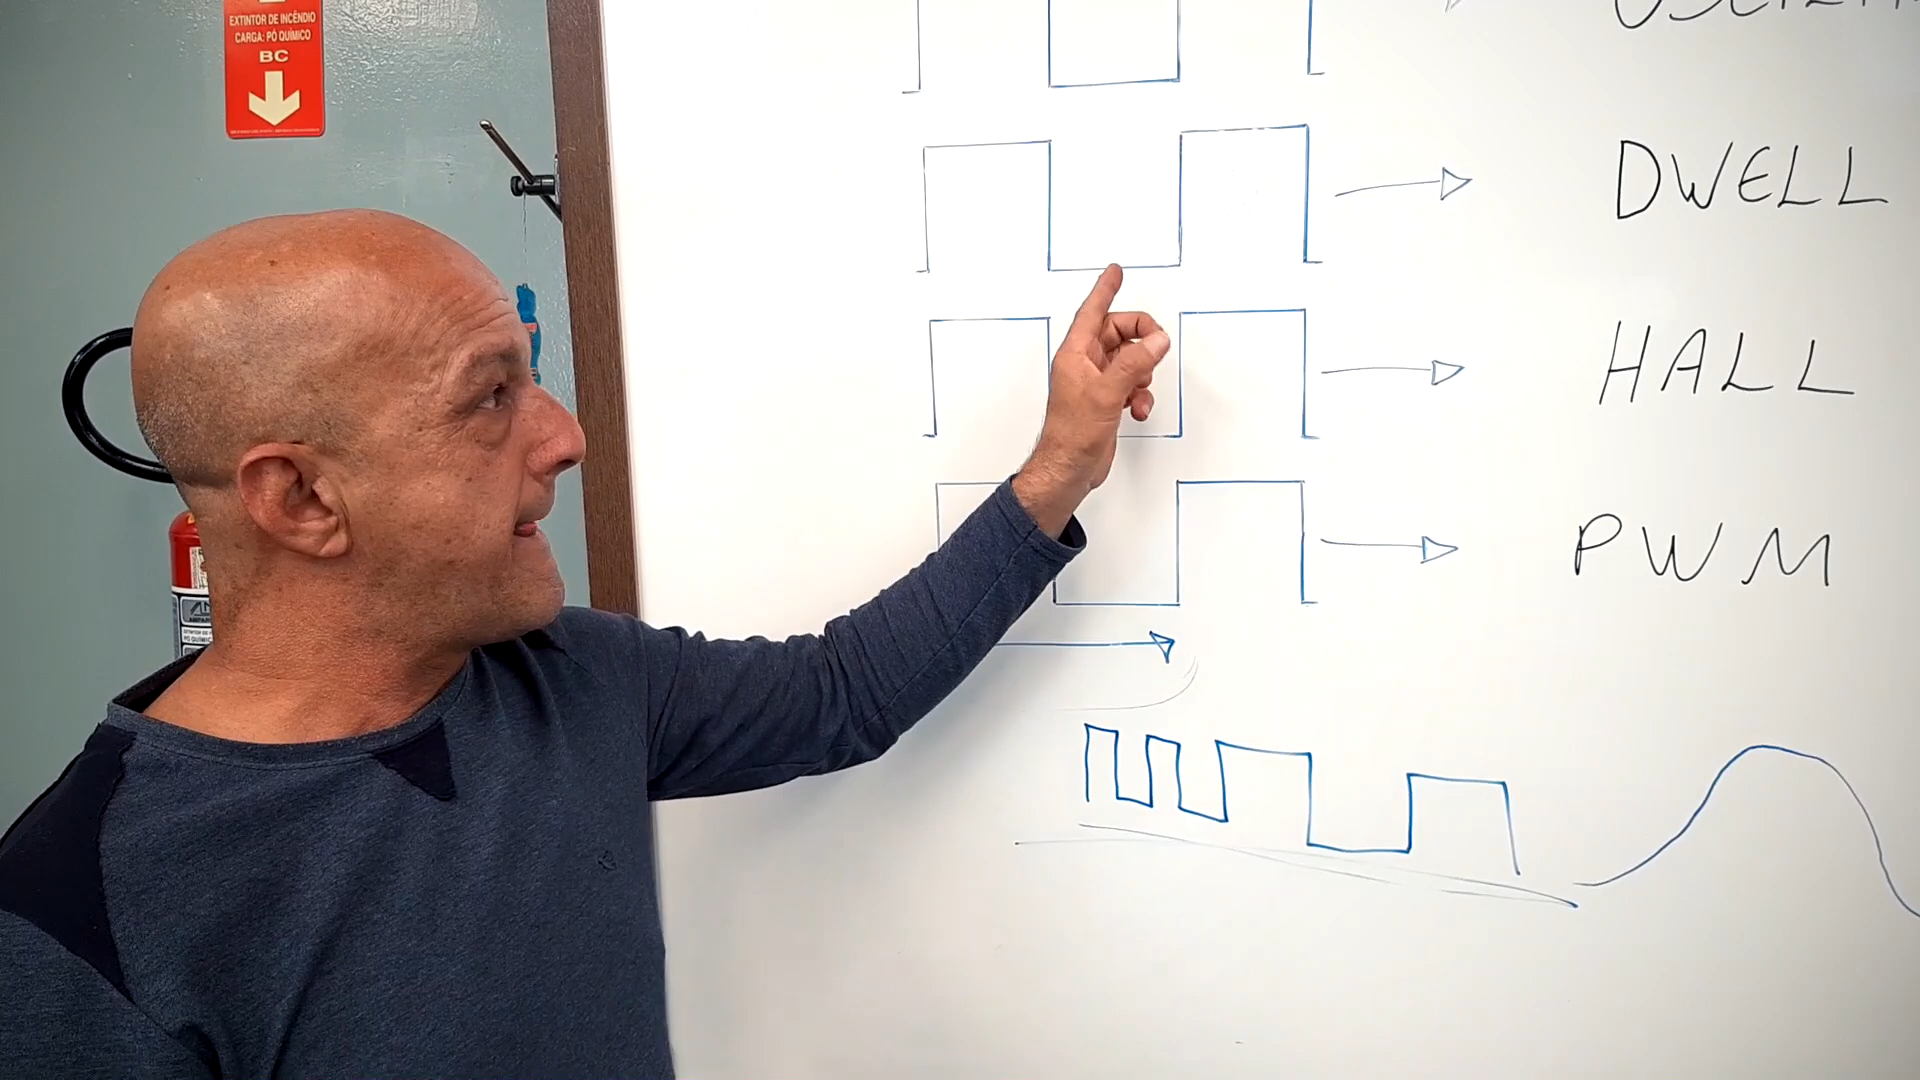 EXTINTOR DE INCÊNDIO
CARGA: PÓ QUÍMICO
BC
DWELL
HALL
PWM